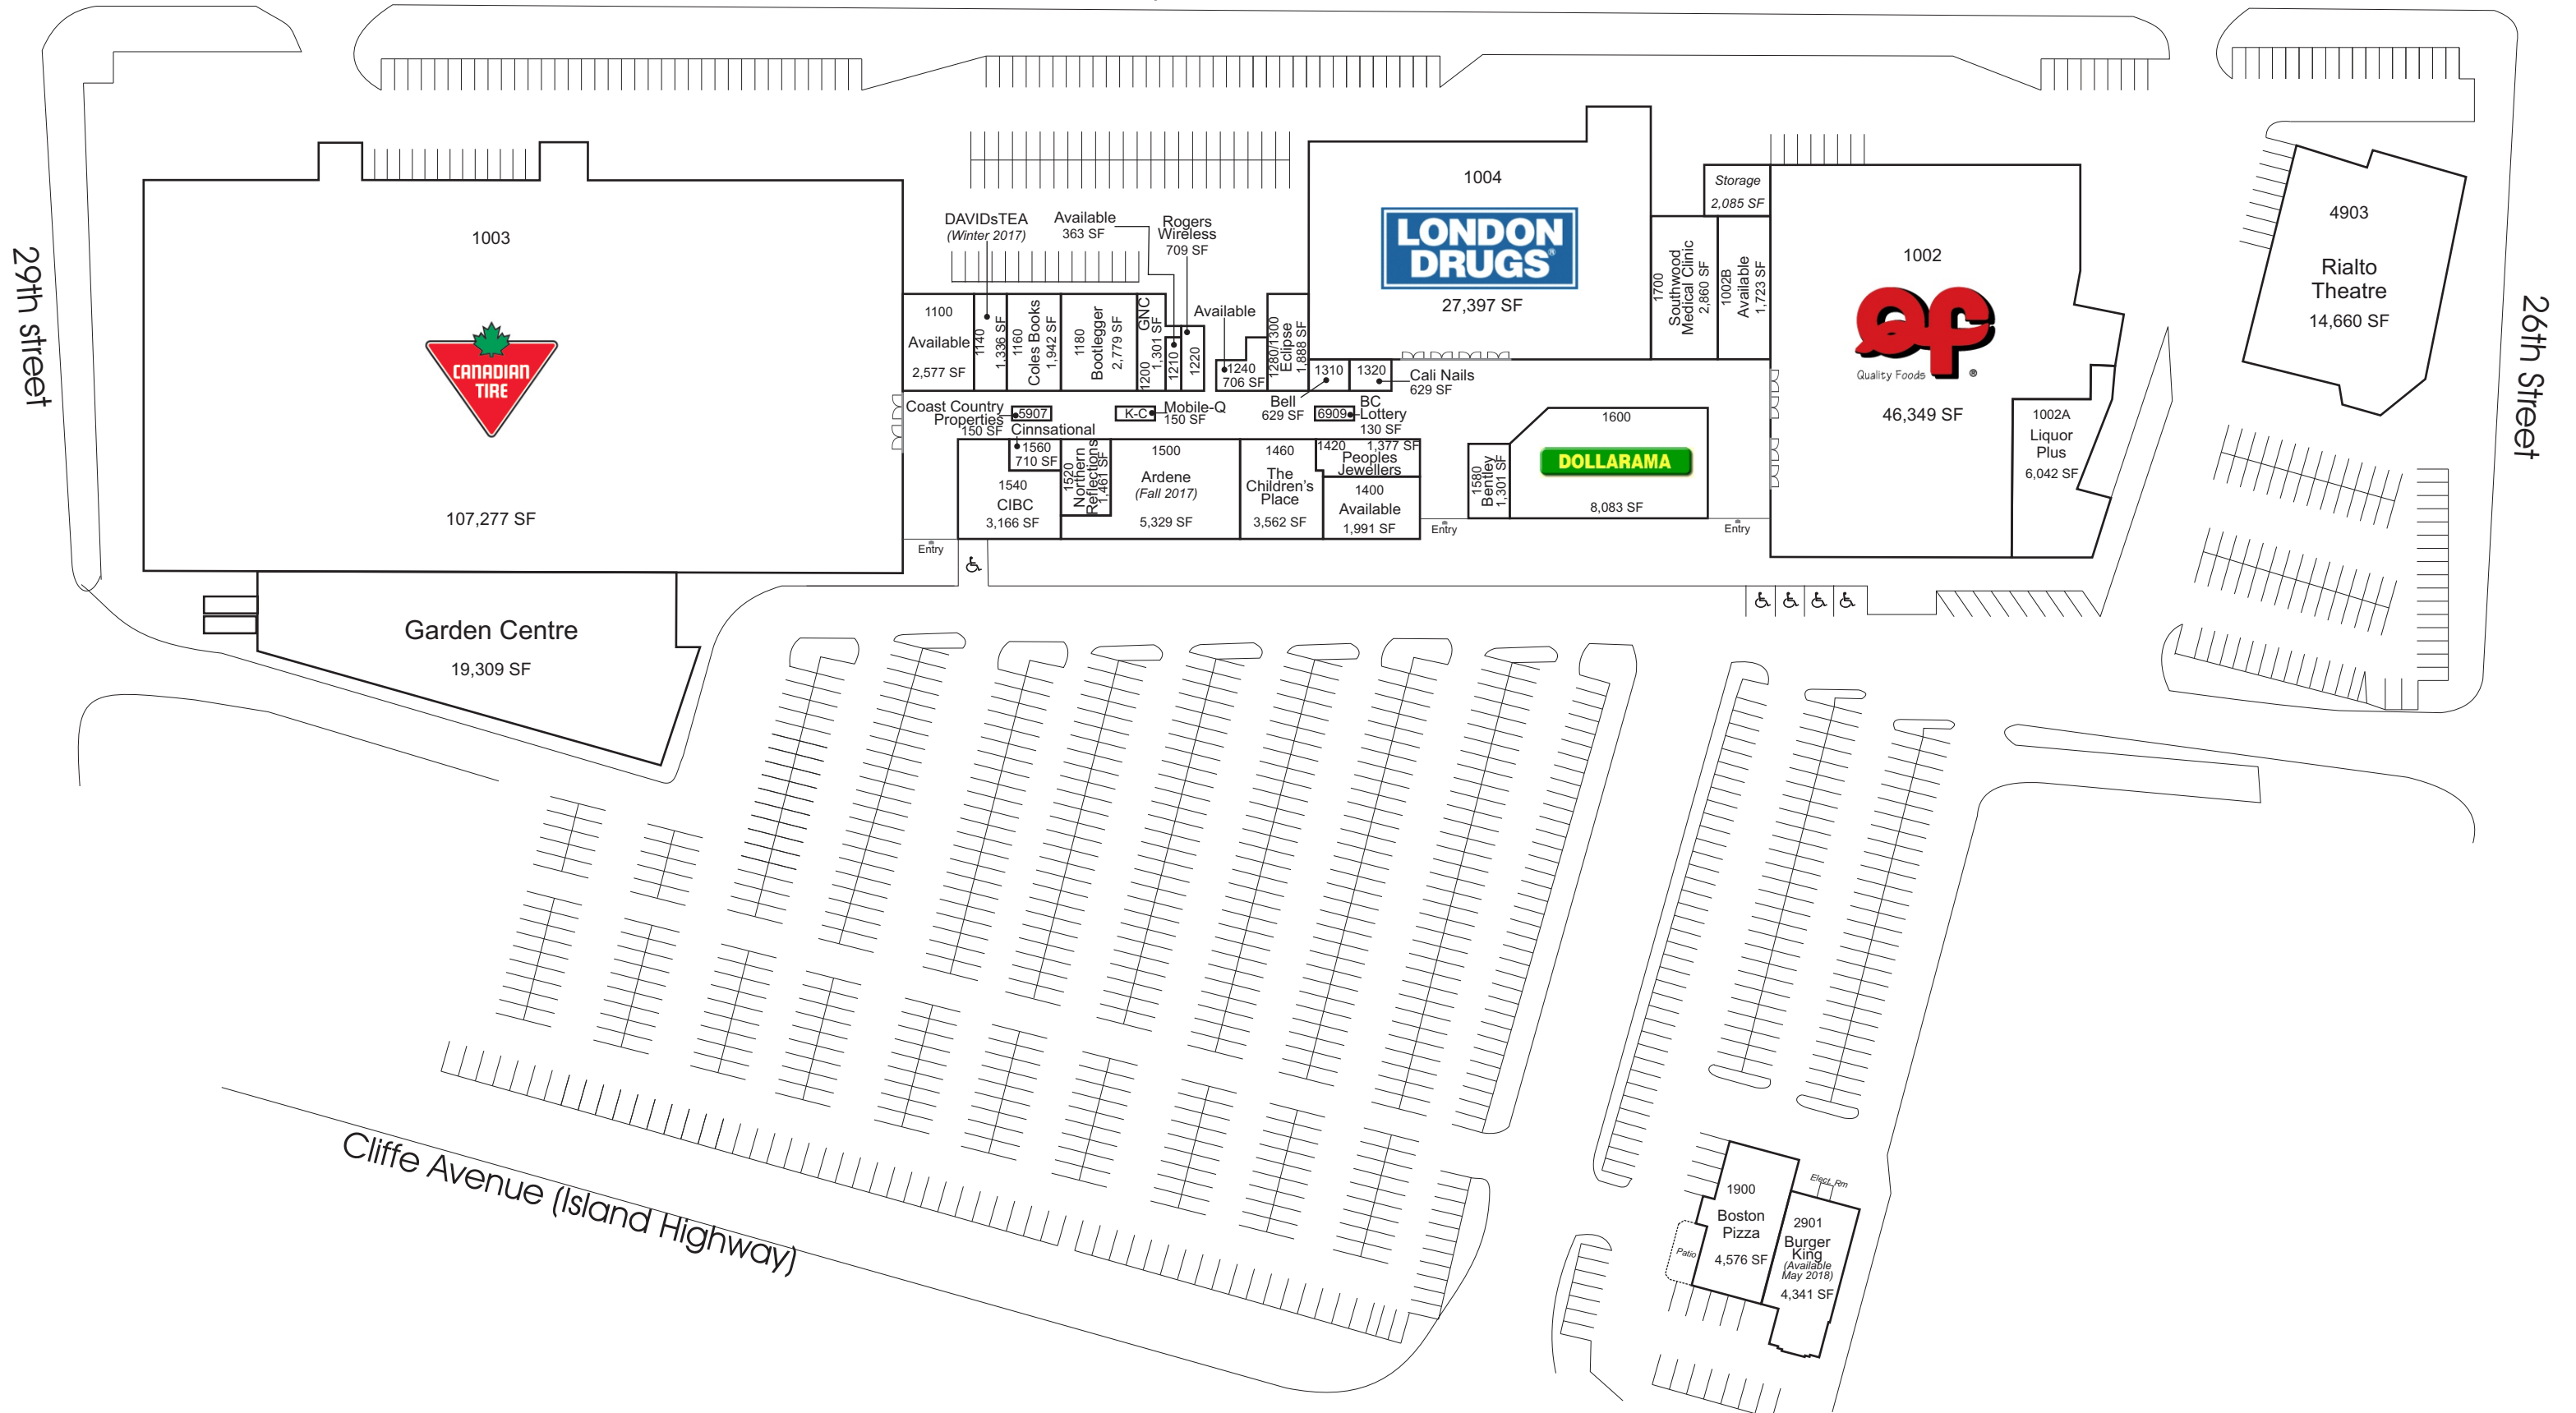 29th street
26th Street
Cliffe Avenue (Island Highway)
1003
CANADIAN
TIRE
107,277 SF
Garden Centre
19,309 SF
DAVIDsTEA
(Winter 2017)
Available
363 SF
Rogers
Wireless
709 SF
1100
Available
2,577 SF
1140
1,336 SF
1160
Coles Books
1,942 SF
1180
Bootlegger
2,779 SF
1200
GNC
1,301 SF
1210
1220
Available
1240
706 SF
1280/1300
Eclipse
1,888 SF
1004
LONDON
DRUGS®
27,397 SF
1310
1320
Bell
629 SF
Cali Nails
629 SF
Coast Country
Properties
150 SF
5907
K-C
Mobile-Q
150 SF
6909
BC
Lottery
130 SF
Cinnsational
1560
710 SF
1540
CIBC
3,166 SF
1520
Northern
Reflections
1,461 SF
1500
Ardene
(Fall 2017)
5,329 SF
1460
The
Children's
Place
3,562 SF
1420 1,377 SF
Peoples
Jewellers
1400
Available
1,991 SF
Entry
Entry
Entry
1580
Bentley
1,301 SF
1600
DOLLARAMA
8,083 SF
1700
Southwood
Medical Clinic
2,860 SF
Storage
2,085 SF
1002B
Available
1,723 SF
1002
QF
Quality Foods ®
46,349 SF
1002A
Liquor
Plus
6,042 SF
4903
Rialto
Theatre
14,660 SF
1900
Boston
Pizza
4,576 SF
Patio
Elect. Rm
2901
Burger
King
(Available
May 2018)
4,341 SF